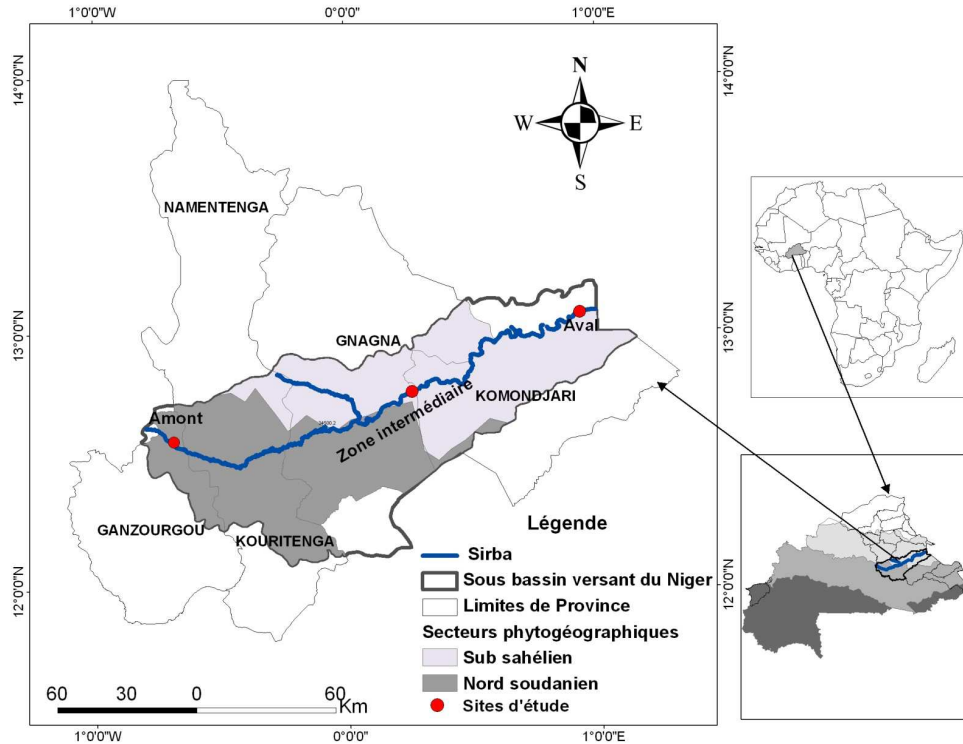 1°0'0"W
0°0'0"
1°0'0"E
14°0'0"N
14°0'0"N
N
W
E
S
NAMENTENGA
13°0'0"N
13°0'0"N
GNAGNA
Aval
KOMONDJARI
Zone intermédiaire
Amont
GANZOURGOU
KOURITENGA
12°0'0"N
12°0'0"N
Légende
Sirba
Sous bassin versant du Niger
Limites de Province
Secteurs phytogéographiques
Sub sahélien
Nord soudanien
Sites d'étude
60
30
0
60
Km
1°0'0"W
0°0'0"
1°0'0"E